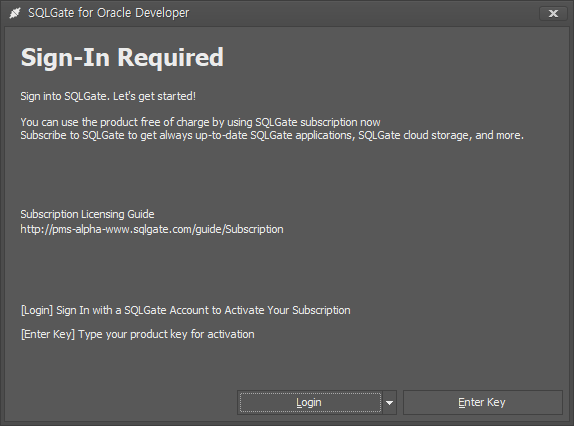 SQLGate for Oracle Developer
Sign-In Required
Sign into SQLGate. Let's get started!
You can use the product free of charge by using SQLGate subscription now
Subscribe to SQLGate to get always up-to-date SQLGate applications, SQLGate cloud storage, and more.
Subscription Licensing Guide
http://pms-alpha-www.sqlgate.com/guide/Subscription
[Login] Sign In with a SQLGate Account to Activate Your Subscription
[Enter Key] Type your product key for activation
Login
Enter Key